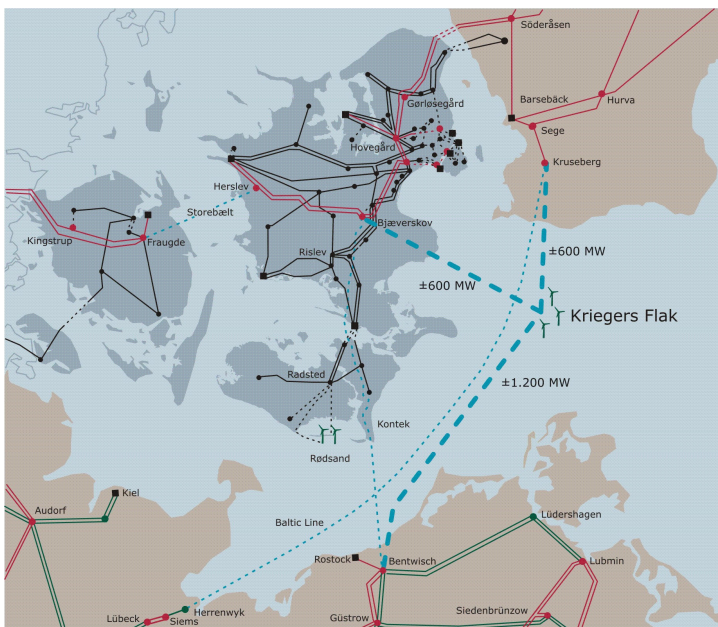 Söderåsen
Barsebäck
Hurva
Gørløsegård
Sege
Hovegård
Kruseberg
Herslev
Storebælt
Bjæverskov
Kingstrup
Fraugde
±600 MW
Rislev
±600 MW
Kriegers Flak
Radsted
±1.200 MW
Kontek
Rødsand
Kiel
Audorf
Lüdershagen
Baltic Line
Rostock
Bentwisch
Lubmin
Herrenwyk
Siedenbrünzow
Lübeck
Siems
Güstrow